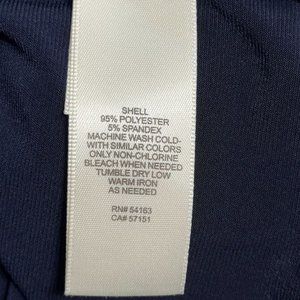 SHELL
95% POLYESTER
5% SPANDEX
MACHINE WASH COLD-
WITH SIMILAR COLORS
ONLY NON-CHLORINE
BLEACH WHEN NEEDED
TUMBLE DRY LOW
WARM IRON
AS NEEDED
RN# 54163
CA# 57151